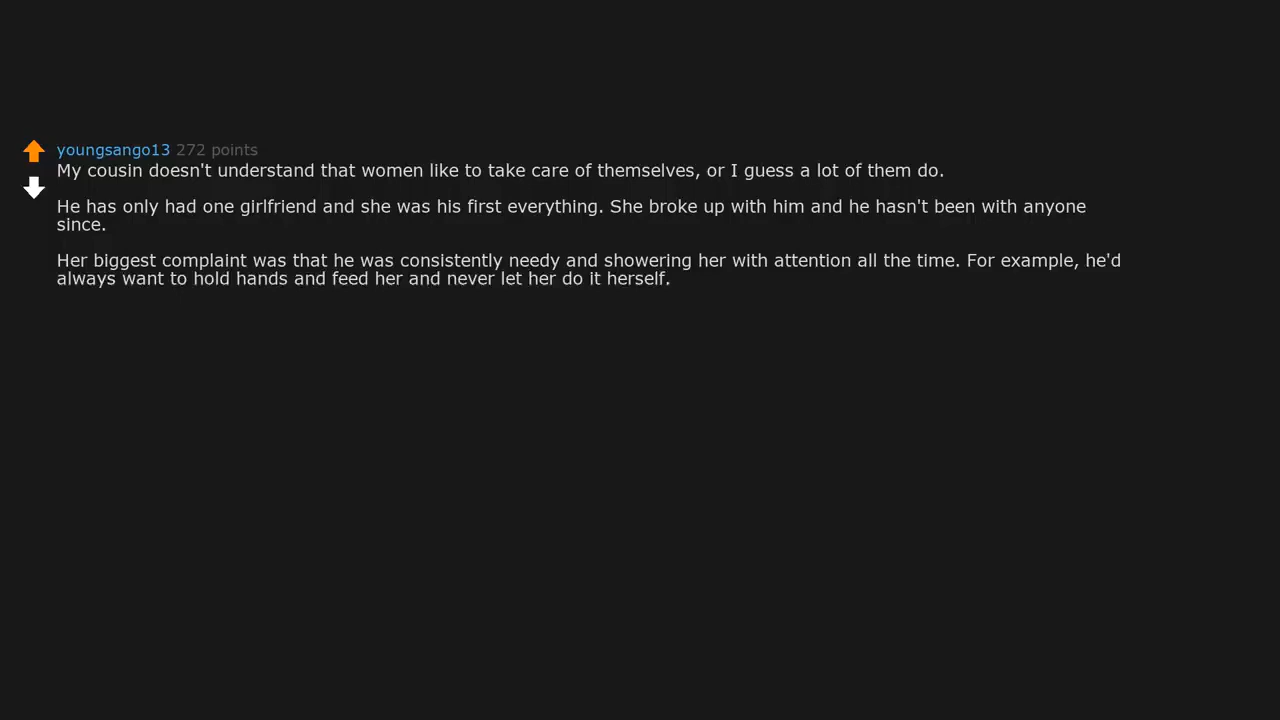 youngsango13 272 points
My cousin doesn't understand that women like to take care of themselves, or I guess a lot of them do.
He has only had one girlfriend and she was his first everything. She broke up with him and he hasn't been with anyone
since.
Her biggest complaint was that he was consistently needy and showering her with attention all the time. For example, he'd
always want to hold hands and feed her and never let her do it herself.